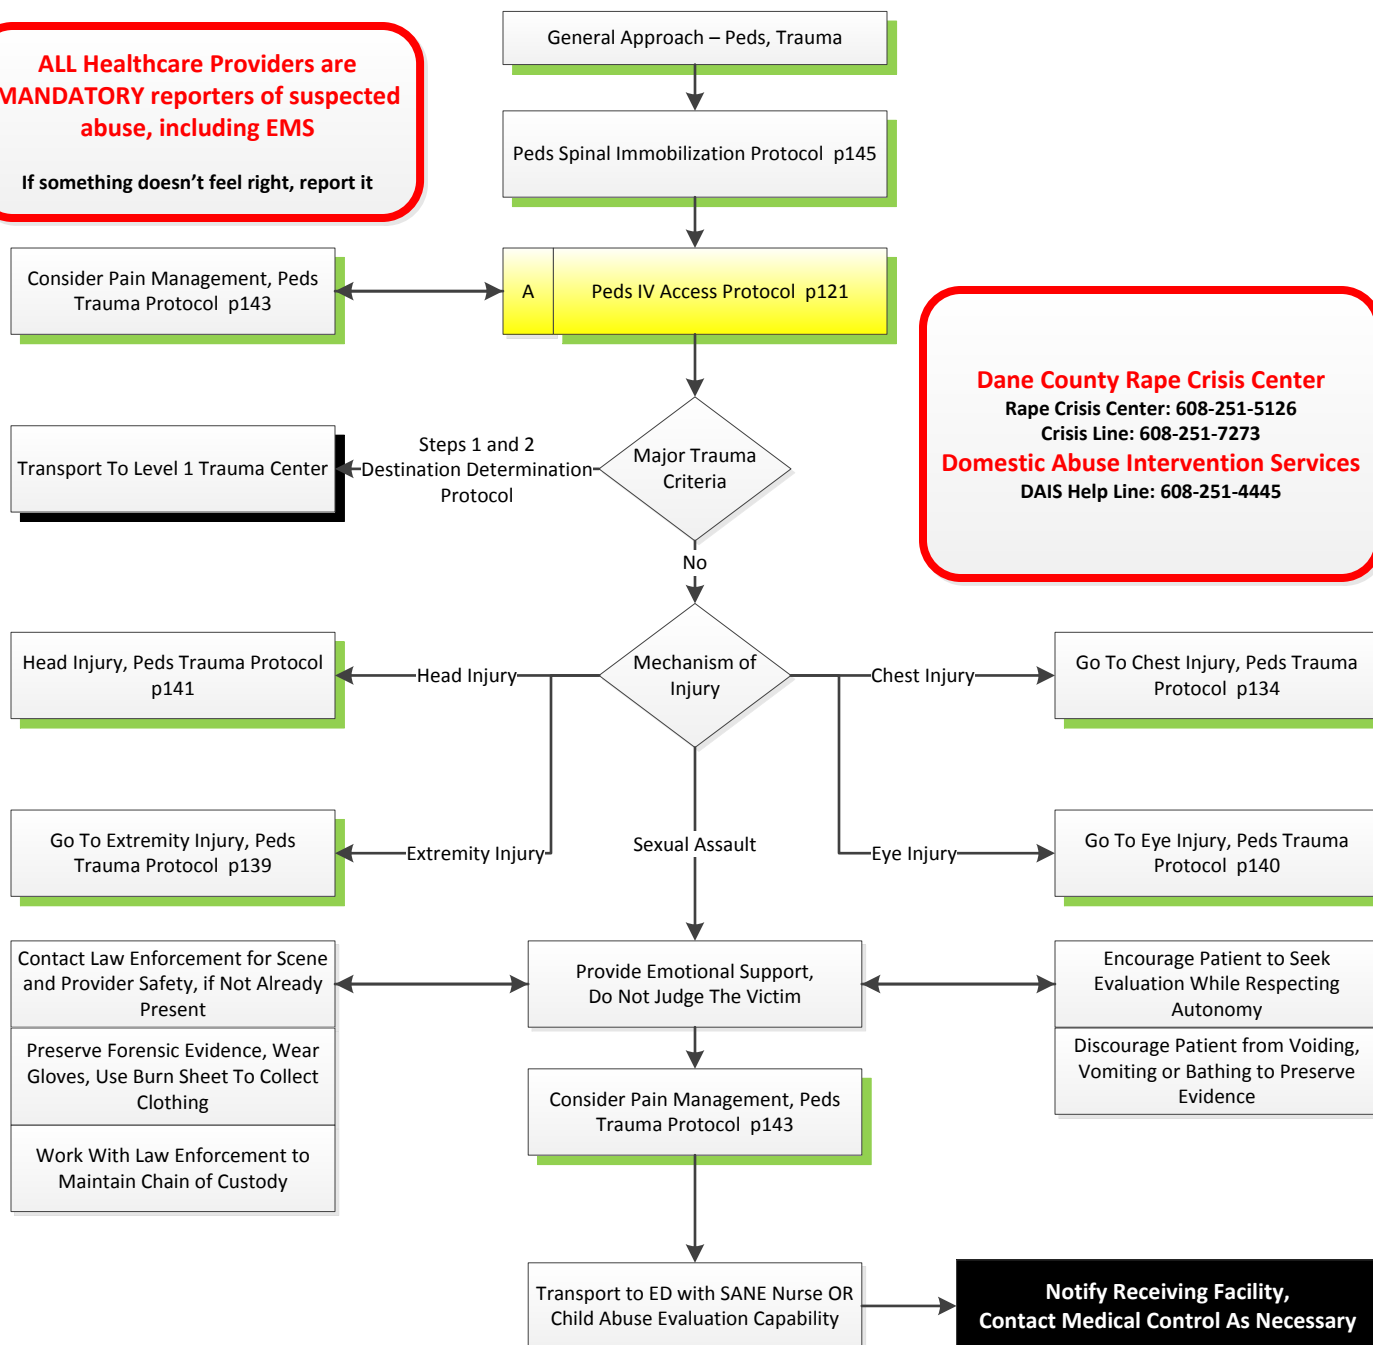 General Approach – Peds, Trauma
ALL Healthcare Providers are
MANDATORY reporters of suspected
abuse, including EMS
If something doesn't feel right, report it
Peds Spinal Immobilization Protocol p145
Consider Pain Management, Peds
Trauma Protocol p143
A
Peds IV Access Protocol p121
Dane County Rape Crisis Center
Rape Crisis Center: 608-251-5126
Crisis Line: 608-251-7273
Domestic Abuse Intervention Services
DAIS Help Line: 608-251-4445
Transport To Level 1 Trauma Center
Steps 1 and 2
Destination Determination
Protocol
Major Trauma
Criteria
No
Head Injury, Peds Trauma Protocol
p141
Head Injury
Mechanism of
Injury
Chest Injury
Go To Chest Injury, Peds Trauma
Protocol p134
Go To Extremity Injury, Peds
Trauma Protocol p139
Extremity Injury
Sexual Assault
Eye Injury
Go To Eye Injury, Peds Trauma
Protocol p140
Contact Law Enforcement for Scene
and Provider Safety, if Not Already
Present
Provide Emotional Support,
Do Not Judge The Victim
Encourage Patient to Seek
Evaluation While Respecting
Autonomy
Preserve Forensic Evidence, Wear
Gloves, Use Burn Sheet To Collect
Clothing
Discourage Patient from Voiding,
Vomiting or Bathing to Preserve
Evidence
Consider Pain Management, Peds
Trauma Protocol p143
Work With Law Enforcement to
Maintain Chain of Custody
Transport to ED with SANE Nurse OR
Child Abuse Evaluation Capability
Notify Receiving Facility,
Contact Medical Control As Necessary